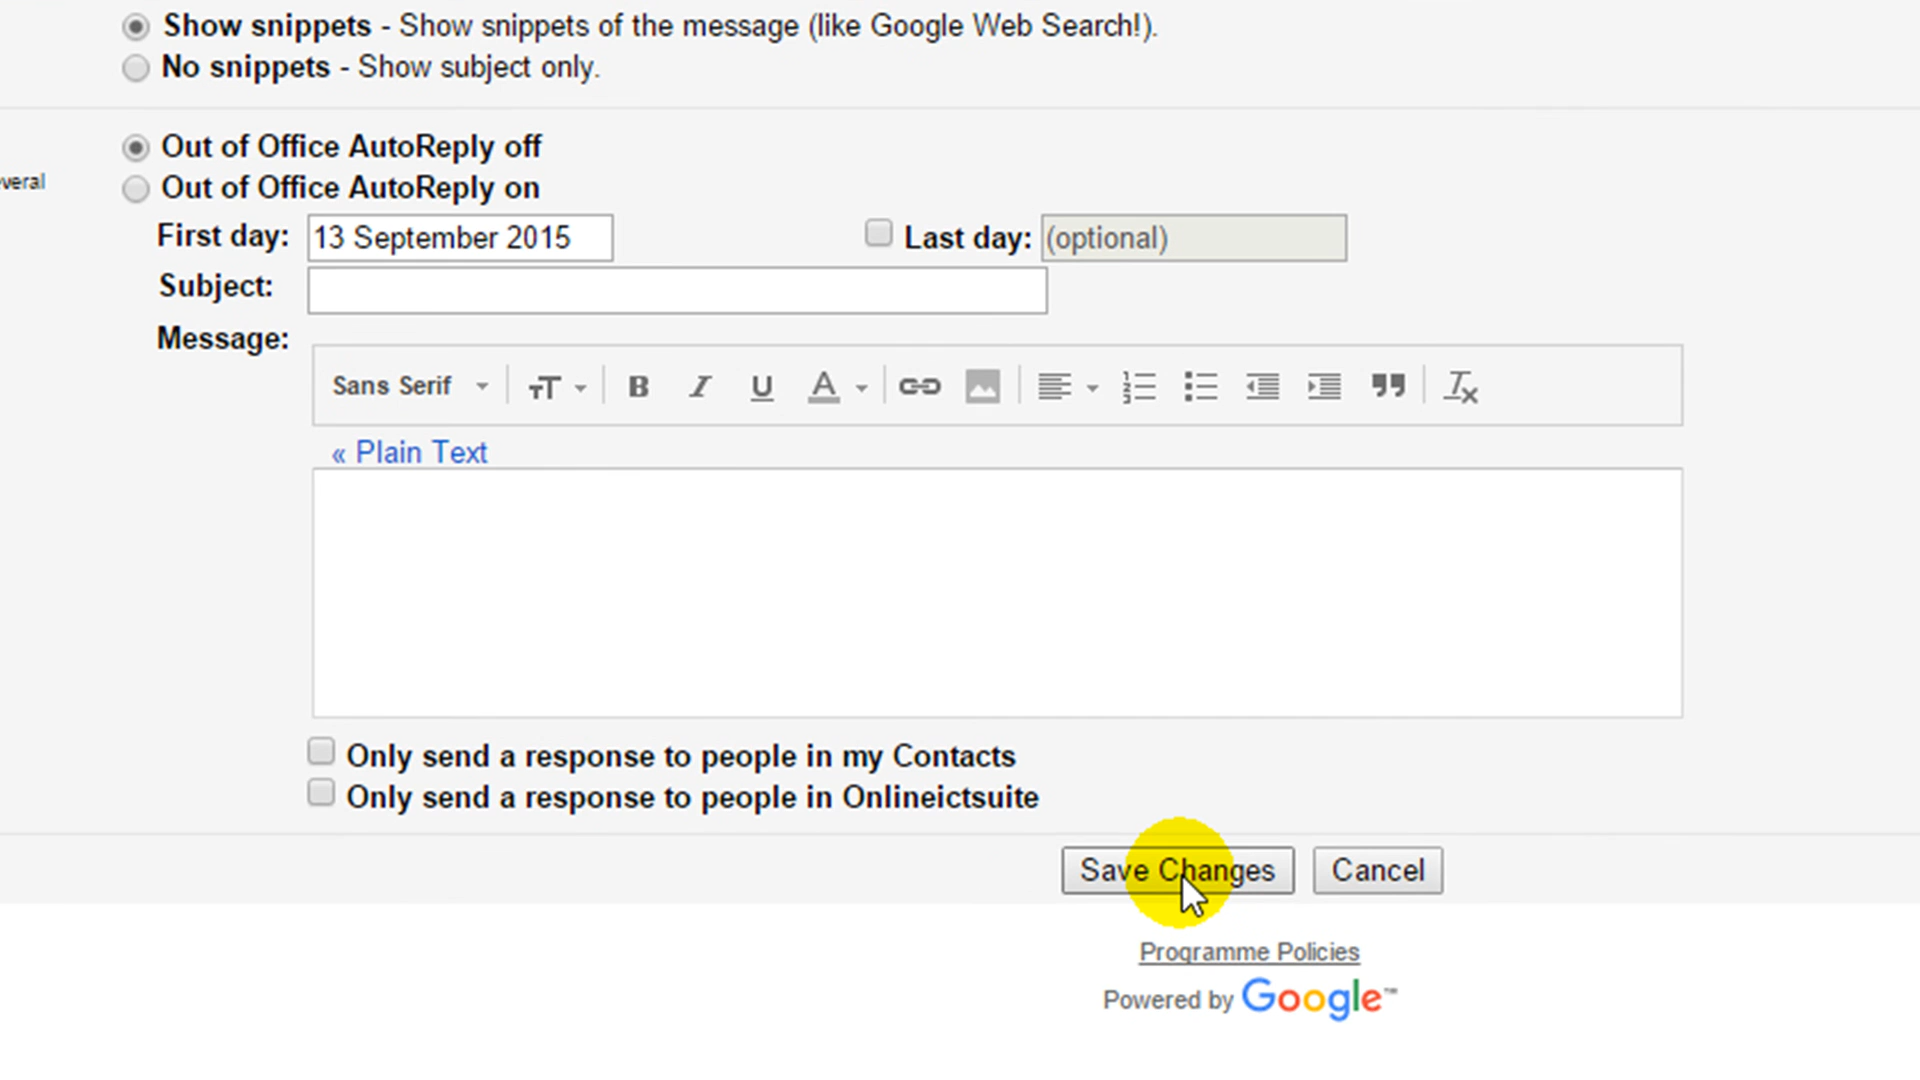 Show snippets - Show snippets of the message (like Google Web Search!).
No snippets - Show subject only.
Out of Office AutoReply off
veral
Out of Office AutoReply on
First day: 13 September 2015 Last day: (optional)
Subject:
Message:
Sans Serif TT B I U A Tx
« Plain Text
Only send a response to people in my Contacts
Only send a response to people in Onlineictsuite
Save Changes Cancel
Programme Policies
Powered by Google™